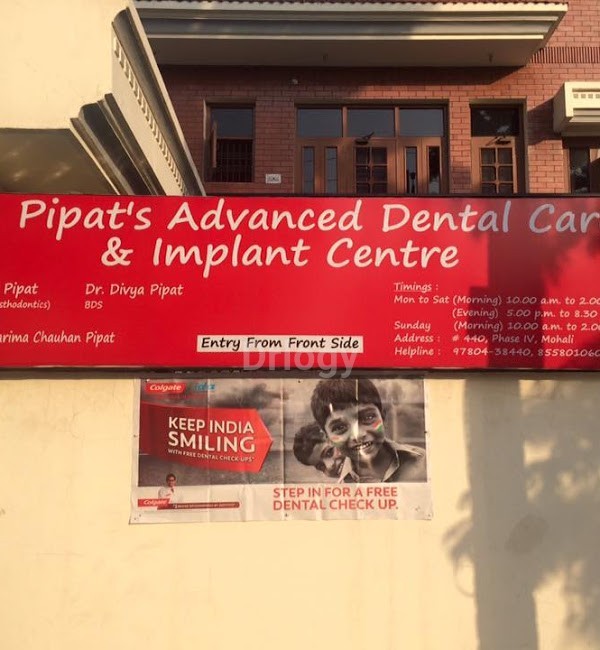 Pipat's Advanced Dental Car
& Implant Centre
Pipat
Dr. Divya Pipat
sthodontics)
BDS
arima Chauhan Pipat
Entry From Front Side
Timings :
Mon to Sat (Morning) 10.00 a.m. to 2.00
(Evening) 5.00 p.m. to 8.30
Sunday (Morning) 10.00 a.m. to 2.00
Address : # 440, Phase IV, Mohali
Helpline : 97804-38440, 855801060
Drlogy
Colgate
KEEP INDIA
SMILING
WITH FREE DENTAL CHECK-UPS*
Colgate
STEP IN FOR A FREE
DENTAL CHECK UP.